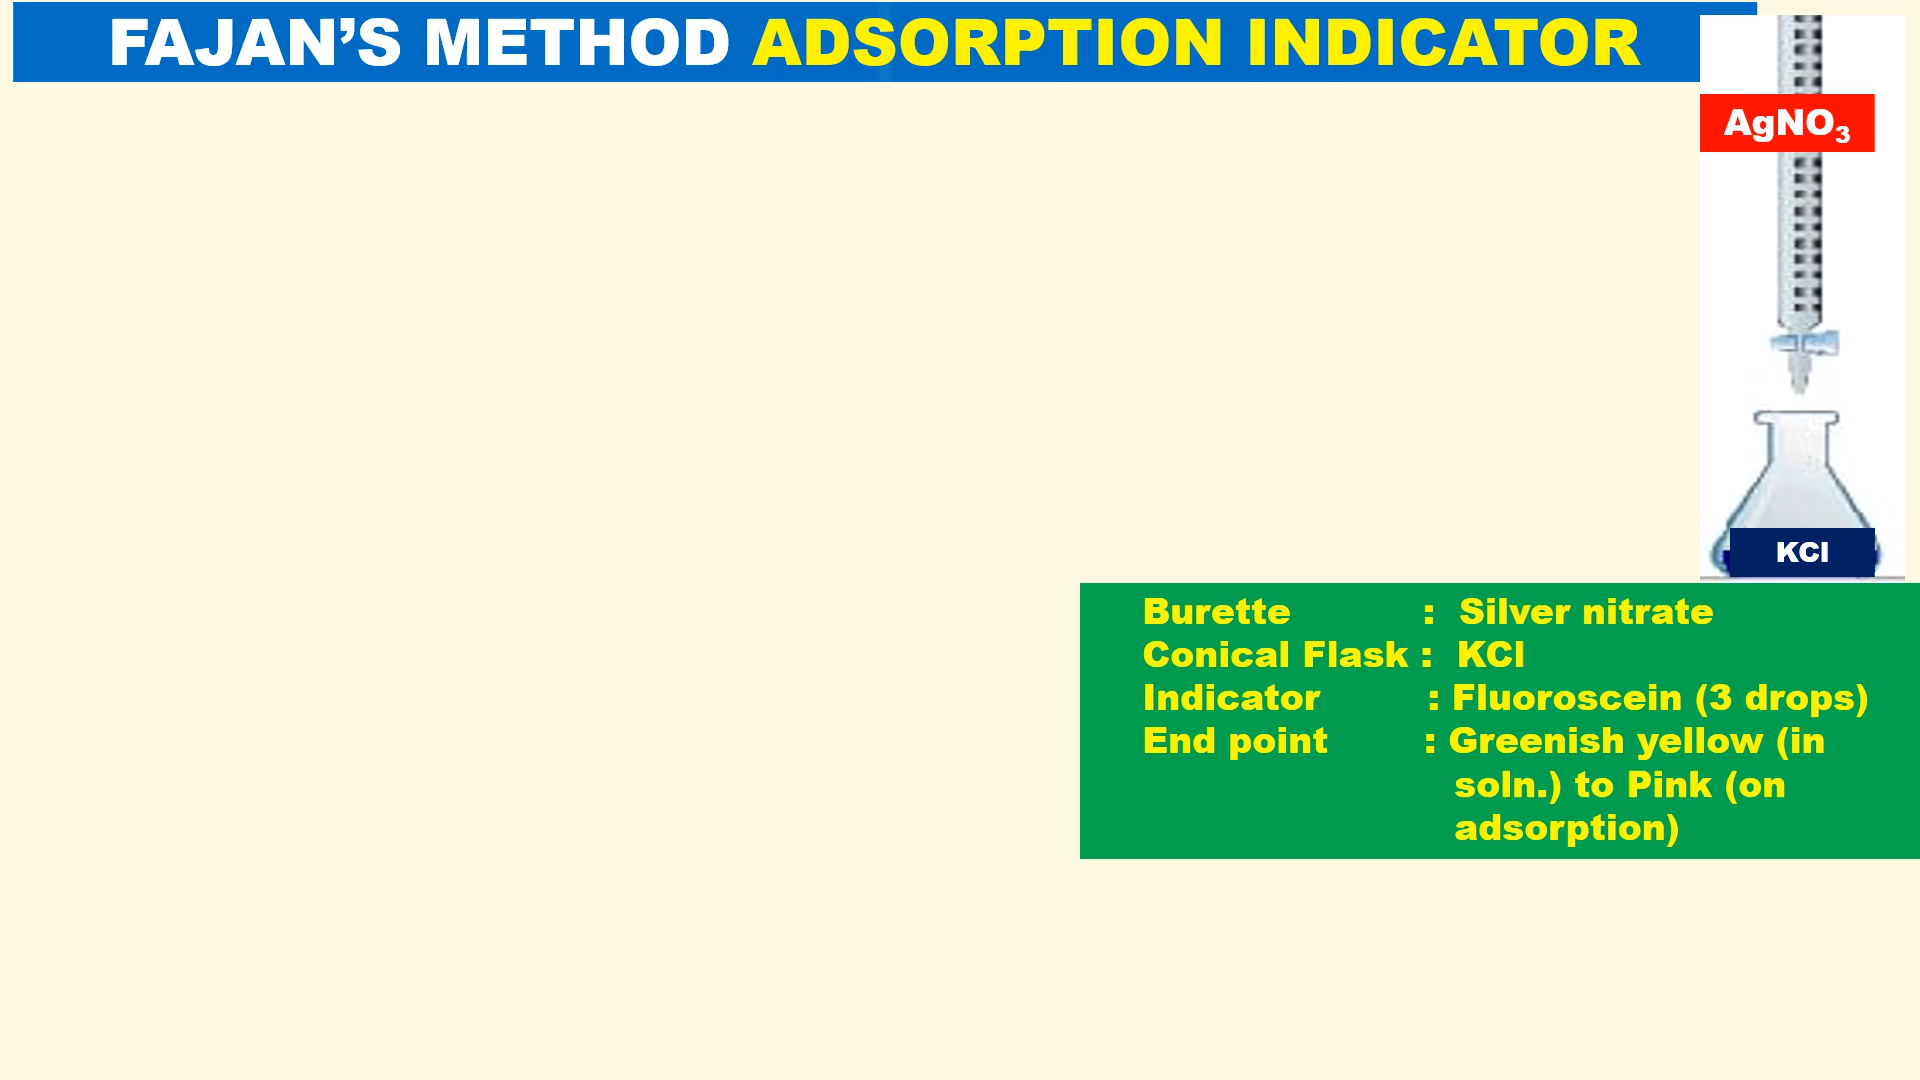 FAJAN’S METHOD ADSORPTION INDICATOR
AgNO₃
KCl
Burette : Silver nitrate
Conical Flask : KCl
Indicator : Fluoroscein (3 drops)
End point : Greenish yellow (in
soln.) to Pink (on
adsorption)